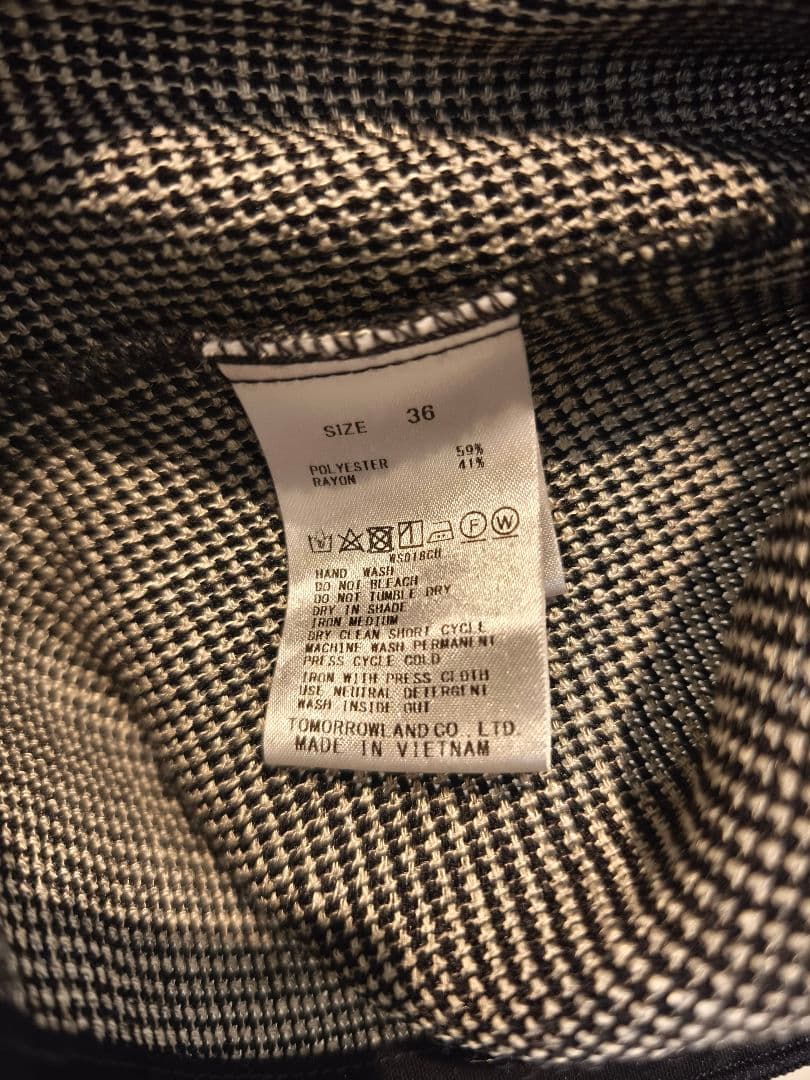 SIZE 36
POLYESTER 59%
RAYON 41%
F W
HAND WASH
DO NOT BLEACH
DO NOT TUMBLE DRY
DRY IN SHADE
IRON MEDIUM
DRY CLEAN SHORT CYCLE
MACHINE WASH PERMANENT
PRESS CYCLE COLD
IRON WITH PRESS CLOTH
USE NEUTRAL DETERGENT
WASH INSIDE OUT
TOMORROWLAND CO., LTD.
MADE IN VIETNAM